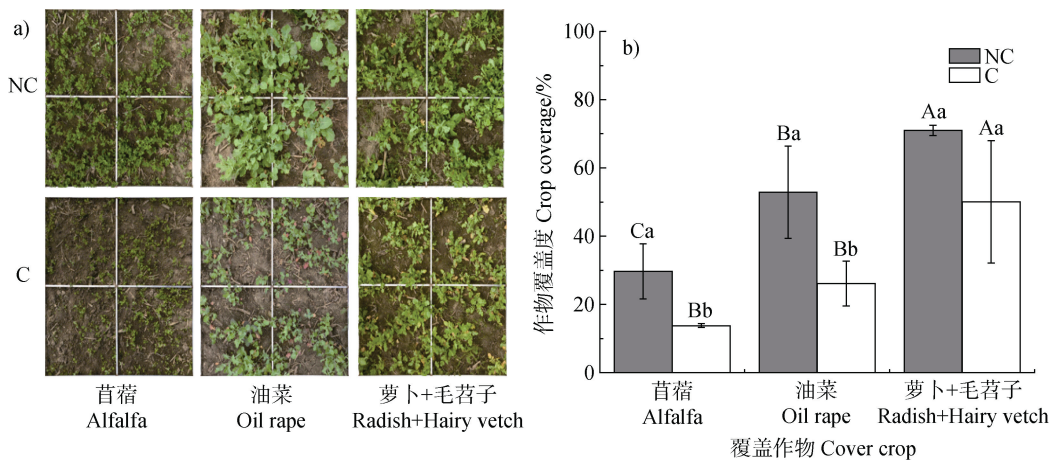 a)
NC
C
苜蓿
Alfalfa
油菜
Oil rape
萝卜+毛苕子
Radish+Hairy vetch
b)
作物覆盖度 Crop coverage/%
100
80
60
40
20
0
NC
C
Ca
Bb
Ba
Bb
Aa
Aa
苜蓿
Alfalfa
油菜
Oil rape
萝卜+毛苕子
Radish+Hairy vetch
覆盖作物 Cover crop